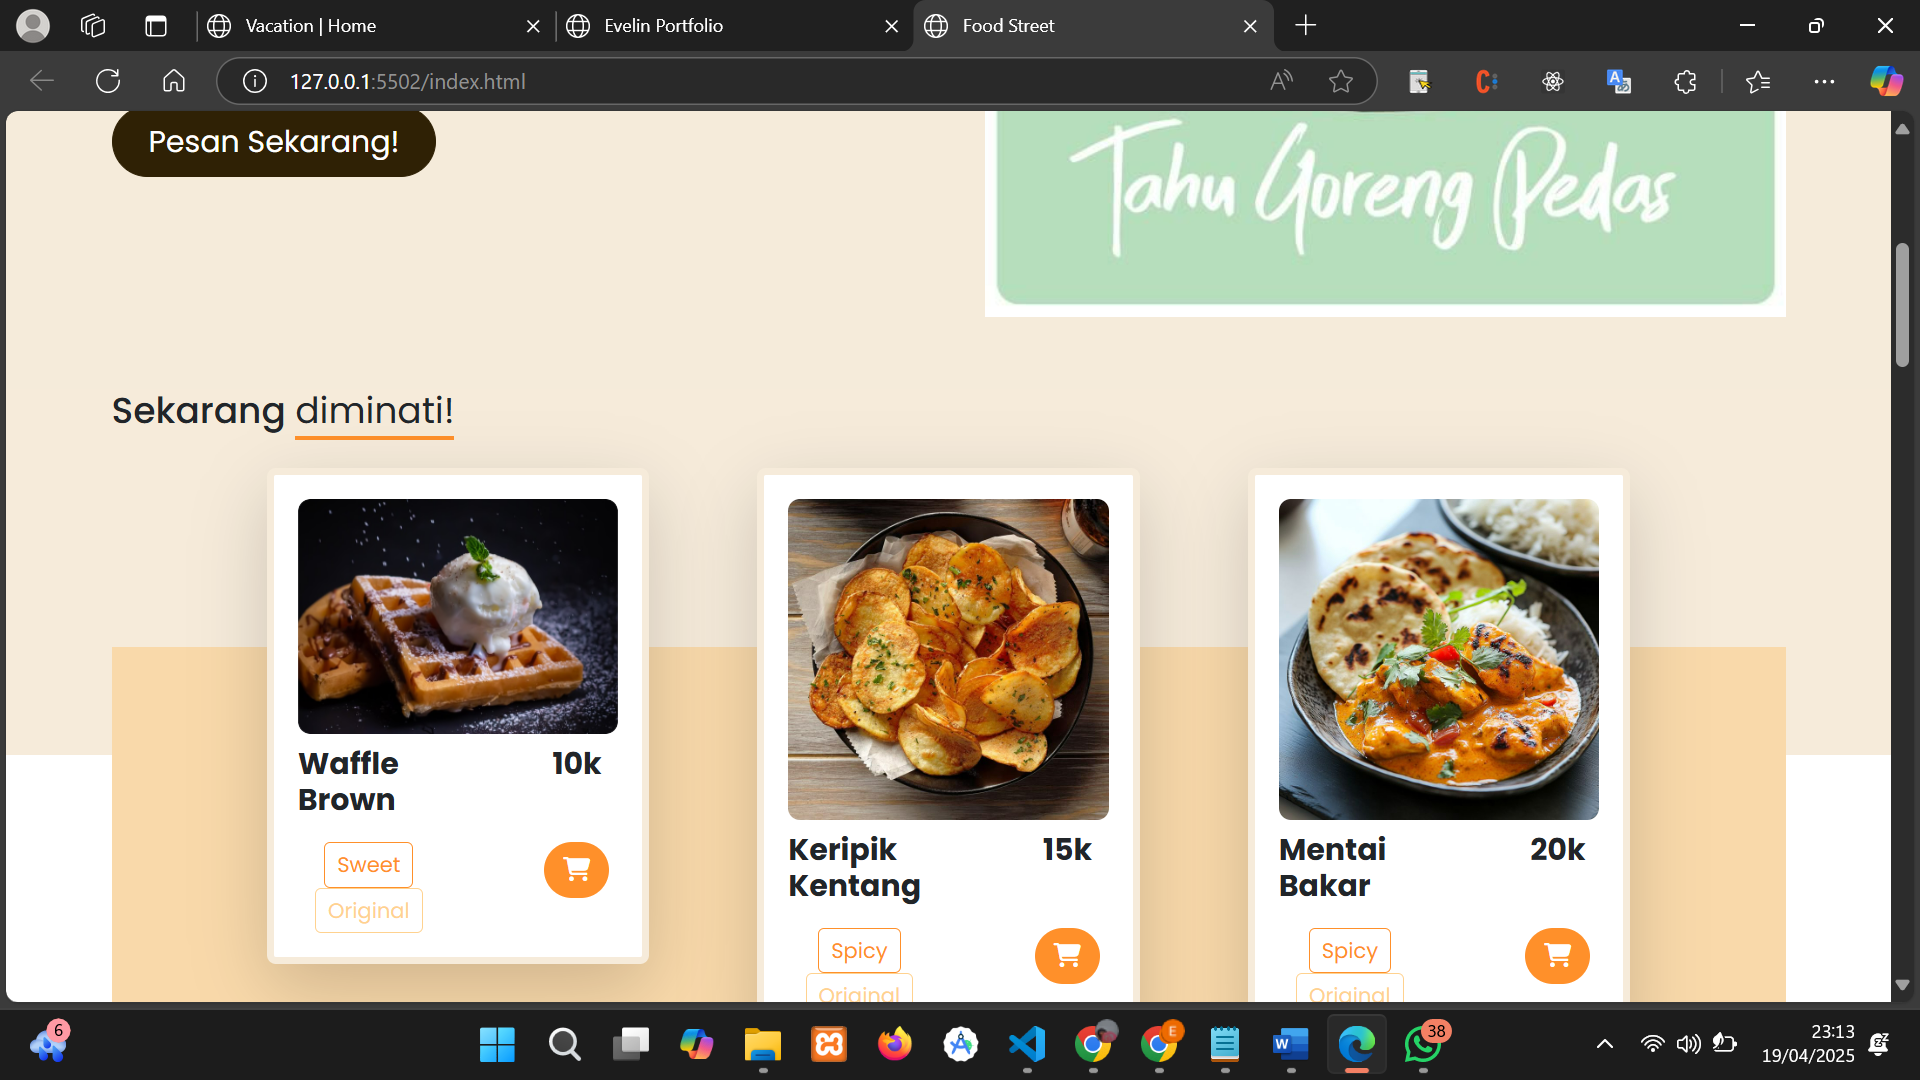 Vacation | Home
Evelin Portfolio
Food Street
127.0.0.1:5502/index.html
Pesan Sekarang!
Tahu Goreng Pedas
Sekarang diminati!
Waffle Brown
10k
Sweet
Original
Keripik Kentang
15k
Spicy
Original
Mentai Bakar
20k
Spicy
Original
6
E
38
23:13
19/04/2025